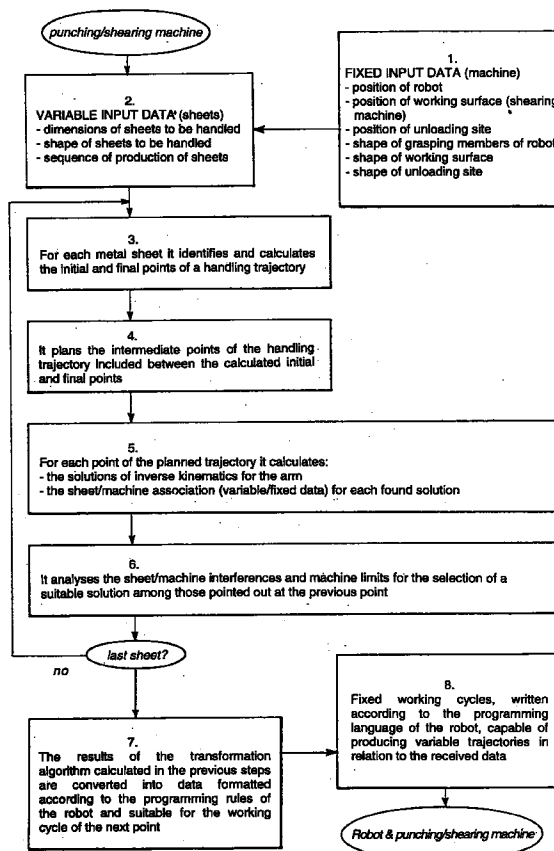 punching/shearing machine
1.
FIXED INPUT DATA (machine)
- position of robot
- position of working surface (shearing
machine)
- position of unloading site
- shape of grasping members of robot
- shape of working surface
- shape of unloading site
2.
VARIABLE INPUT DATA (sheets)
- dimensions of sheets to be handled
- shape of sheets to be handled
- sequence of production of sheets
3.
For each metal sheet it identifies and calculates
the initial and final points of a handling trajectory
4.
It plans the intermediate points of the handling
trajectory included between the calculated initial
and final points
5.
For each point of the planned trajectory it calculates:
- the solutions of inverse kinematics for the arm
- the sheet/machine association (variable/fixed data) for each found solution
6.
It analyses the sheet/machine interferences and machine limits for the selection of a
suitable solution among those pointed out at the previous point
last sheet?
no
7.
The results of the transformation
algorithm calculated in the previous steps
are converted into data formatted
according to the programming rules of
the robot and suitable for the working
cycle of the next point
8.
Fixed working cycles, written
according to the programming
language of the robot, capable of
producing variable trajectories in
relation to the received data
Robot & punching/shearing machine